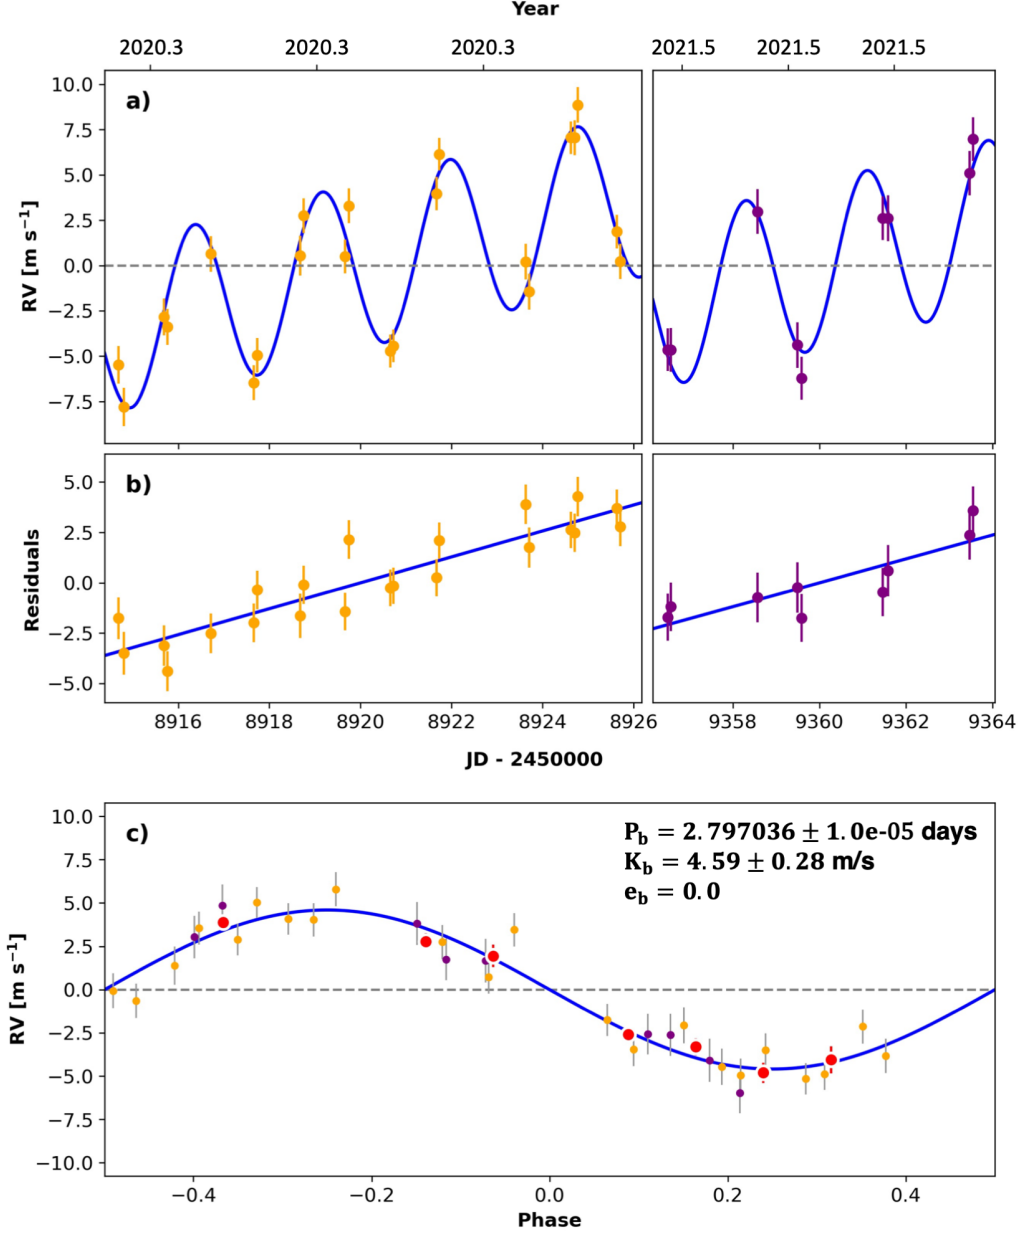 Year
2020.3 2020.3 2020.3 2021.5 2021.5 2021.5
a)
10.0
7.5
5.0
2.5
0.0
−2.5
−5.0
−7.5
RV [m s⁻¹]
b)
5.0
2.5
0.0
−2.5
−5.0
Residuals
8916 8918 8920 8922 8924 8926 9358 9360 9362 9364
JD - 2450000
c)
P_b = 2.797036 ± 1.0e-05 days
K_b = 4.59 ± 0.28 m/s
e_b = 0.0
10.0
7.5
5.0
2.5
0.0
−2.5
−5.0
−7.5
−10.0
RV [m s⁻¹]
−0.4 −0.2 0.0 0.2 0.4
Phase